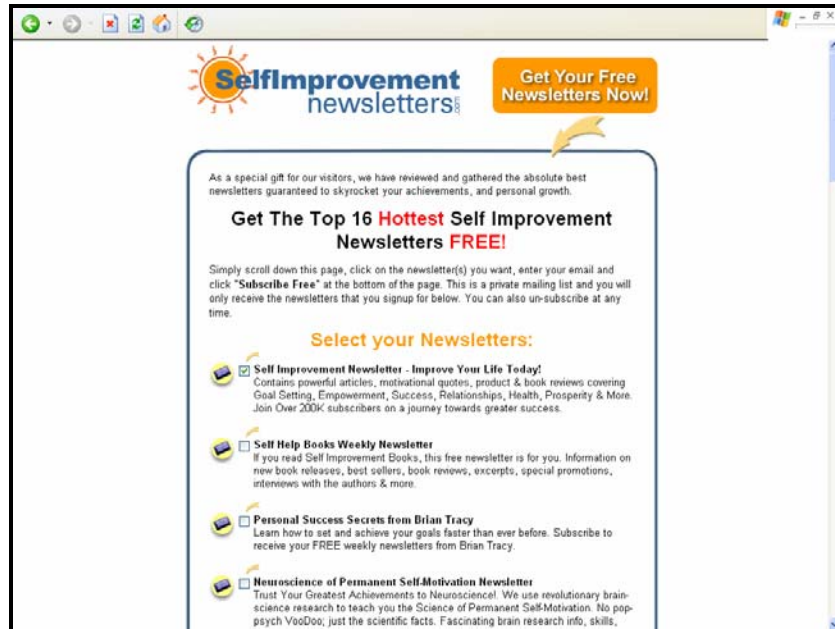 SelfImprovement
newsletters.com
Get Your Free
Newsletters Now!
As a special gift for our visitors, we have reviewed and gathered the absolute best
newsletters guaranteed to skyrocket your achievements, and personal growth.
Get The Top 16 Hottest Self Improvement
Newsletters FREE!
Simply scroll down this page, click on the newsletter(s) you want, enter your email and
click "Subscribe Free" at the bottom of the page. This is a private mailing list and you will
only receive the newsletters that you signup for below. You can also un-subscribe at any
time.
Select your Newsletters:
Self Improvement Newsletter - Improve Your Life Today!
Contains powerful articles, motivational quotes, product & book reviews covering
Goal Setting, Empowerment, Success, Relationships, Health, Prosperity & More.
Join Over 200K subscribers on a journey towards greater success.
Self Help Books Weekly Newsletter
If you read Self Improvement Books, this free newsletter is for you. Information on
new book releases, best sellers, book reviews, excerpts, special promotions,
interviews with the authors & more.
Personal Success Secrets from Brian Tracy
Learn how to set and achieve your goals faster than ever before. Subscribe to
receive your FREE weekly newsletters from Brian Tracy.
Neuroscience of Permanent Self-Motivation Newsletter
Trust Your Greatest Achievements to Neuroscience!. We use revolutionary brain-
science research to teach you the Science of Permanent Self-Motivation. No pop-
psych VooDoo; just the scientific facts. Fascinating brain research info, skills,